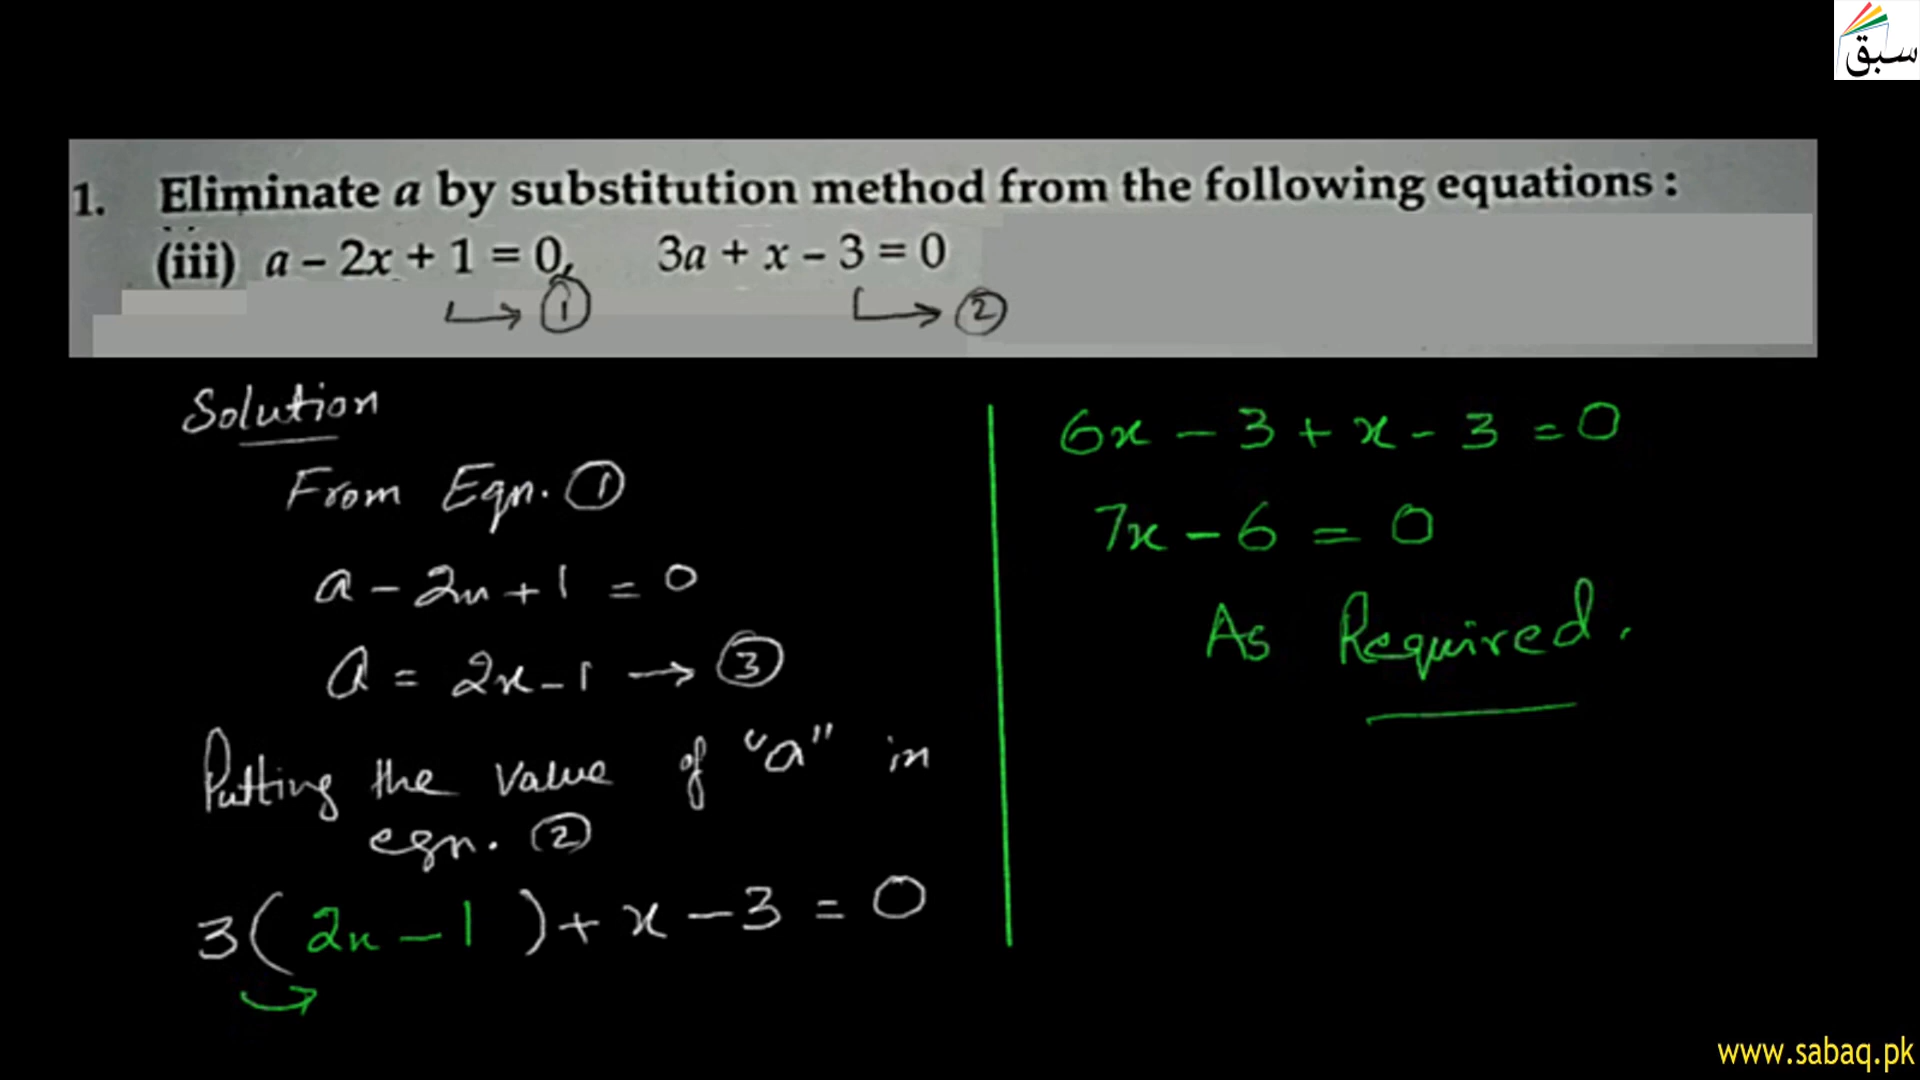 سبق
1. Eliminate a by substitution method from the following equations :
(iii) a – 2x + 1 = 0, 3a + x – 3 = 0
↳ ① ↳ ②
Solution
From Eqn. ①
a - 2x + 1 = 0
a = 2x - 1 → ③
Putting the value of "a" in
eqn. ②
3(2x - 1) + x - 3 = 0
6x - 3 + x - 3 = 0
7x - 6 = 0
As Required.
www.sabaq.pk